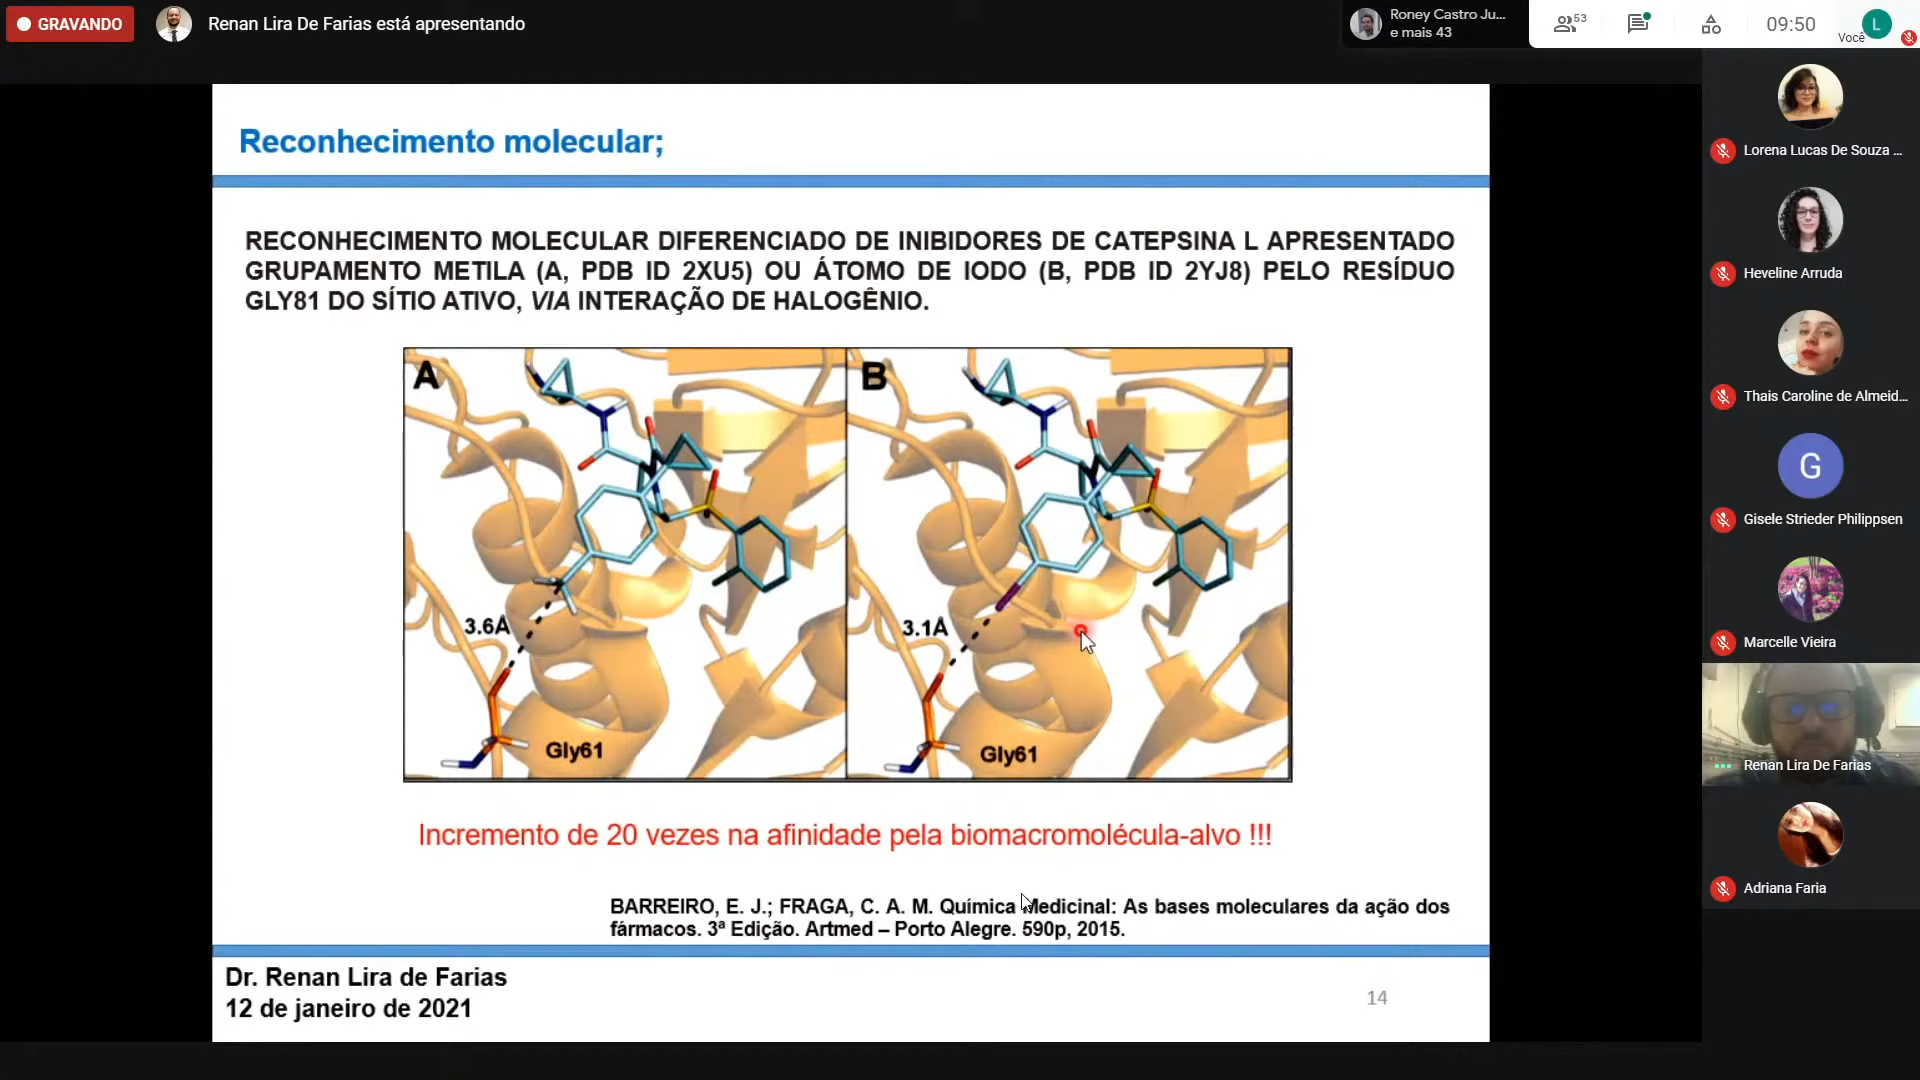 GRAVANDO
Renan Lira De Farias está apresentando
Roney Castro Ju...
e mais 43
53
09:50
Você
L
Reconhecimento molecular;
RECONHECIMENTO MOLECULAR DIFERENCIADO DE INIBIDORES DE CATEPSINA L APRESENTADO
GRUPAMENTO METILA (A, PDB ID 2XU5) OU ÁTOMO DE IODO (B, PDB ID 2YJ8) PELO RESÍDUO
GLY81 DO SÍTIO ATIVO, VIA INTERAÇÃO DE HALOGÊNIO.
A
B
3.6Å
3.1Å
Gly61
Gly61
Incremento de 20 vezes na afinidade pela biomacromolécula-alvo !!!
BARREIRO, E. J.; FRAGA, C. A. M. Química Medicinal: As bases moleculares da ação dos
fármacos. 3ª Edição. Artmed – Porto Alegre. 590p, 2015.
Dr. Renan Lira de Farias
12 de janeiro de 2021
14
Lorena Lucas De Souza ...
Heveline Arruda
Thais Caroline de Almeid...
G
Gisele Strieder Philippsen
Marcelle Vieira
Renan Lira De Farias
Adriana Faria